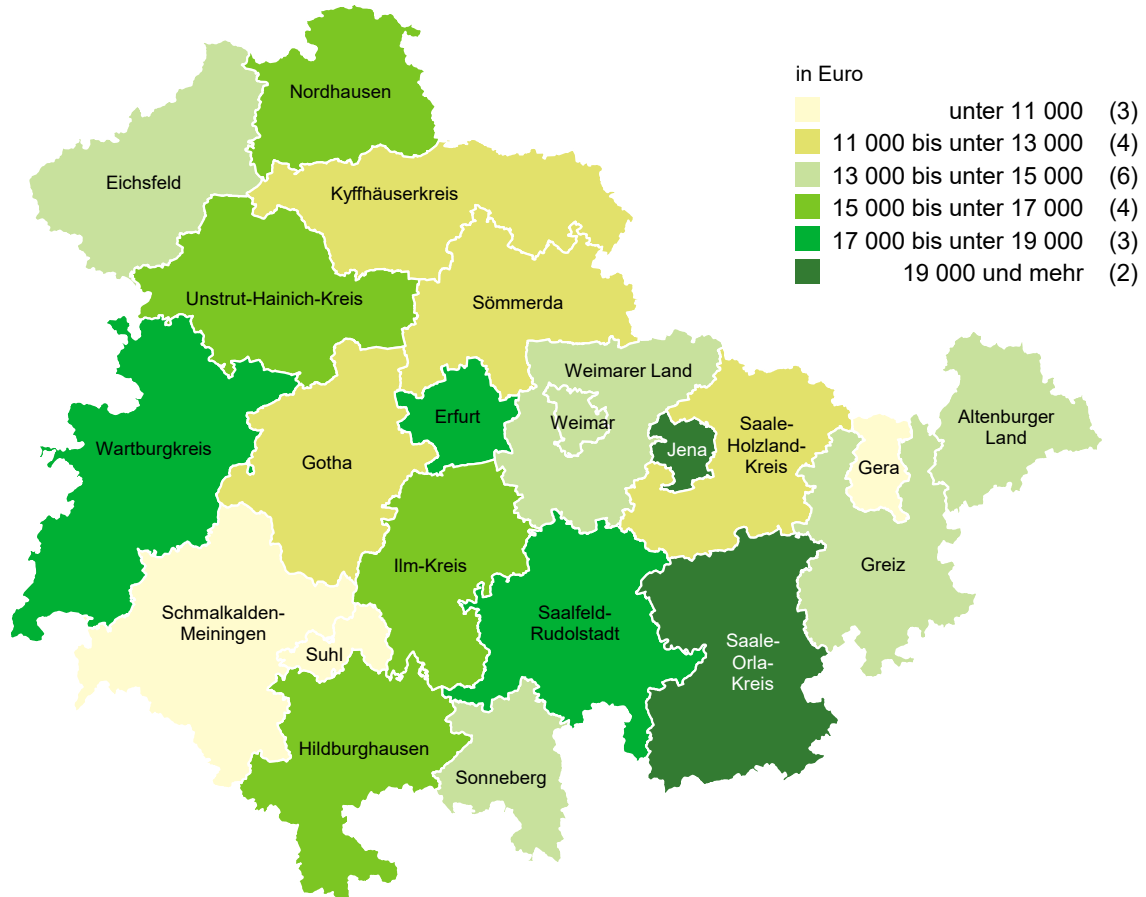 in Euro
unter 11 000 (3)
11 000 bis unter 13 000 (4)
13 000 bis unter 15 000 (6)
15 000 bis unter 17 000 (4)
17 000 bis unter 19 000 (3)
19 000 und mehr (2)
Nordhausen
Eichsfeld
Kyffhäuserkreis
Unstrut-Hainich-Kreis
Sömmerda
Weimarer Land
Wartburgkreis
Gotha
Erfurt
Weimar
Jena
Saale-
Holzland-
Kreis
Gera
Altenburger
Land
Ilm-Kreis
Greiz
Schmalkalden-
Meiningen
Suhl
Saalfeld-
Rudolstadt
Saale-
Orla-
Kreis
Hildburghausen
Sonneberg